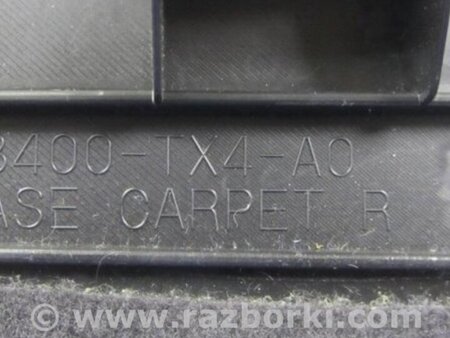 3400-TX4-A0
ASE CARPET R
© www.razborki.com